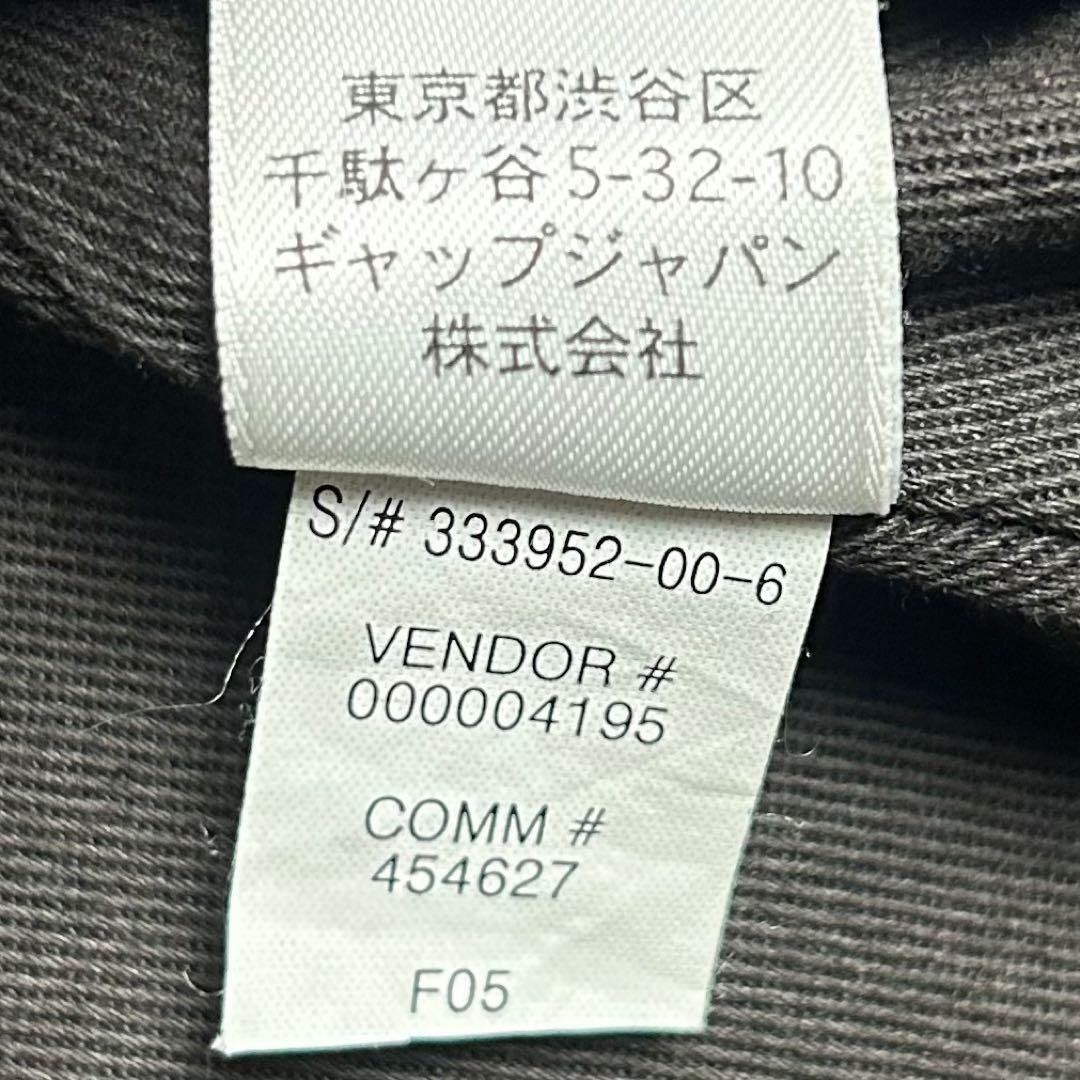 東京都渋谷区
千駄ヶ谷5-32-10
ギャップジャパン
株式会社
S/# 333952-00-6
VENDOR #
000004195
COMM #
454627
F05